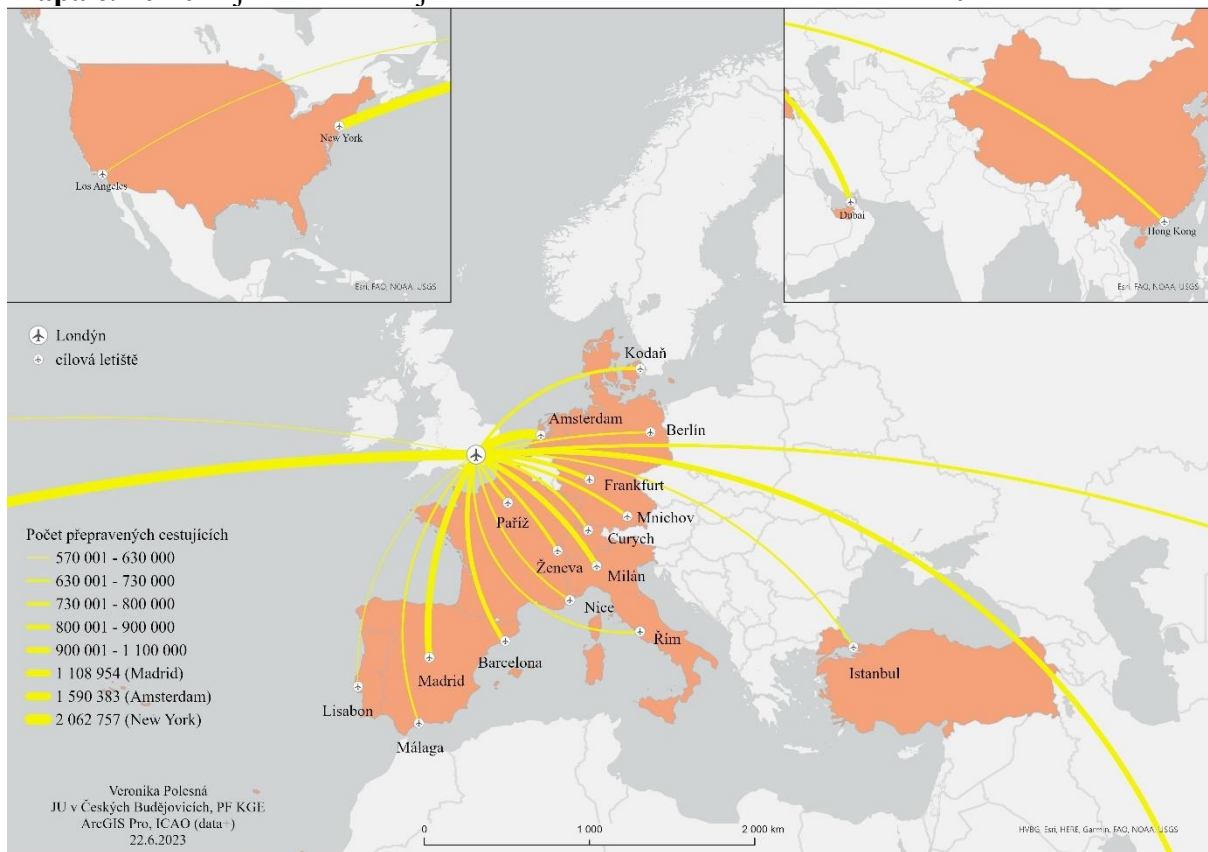 New York
Los Angeles
Esri, FAO, NOAA, USGS
Dubai
Hong Kong
Esri, FAO, NOAA, USGS
Londýn
cílová letiště
Kodaň
Amsterdam
Berlín
Frankfurt
Mnichov
Paříž
Curych
Ženeva
Milán
Nice
Řím
Barcelona
Madrid
Istanbul
Lisabon
Málaga
Počet přepravených cestujících
570 001 - 630 000
630 001 - 730 000
730 001 - 800 000
800 001 - 900 000
900 001 - 1 100 000
1 108 954 (Madrid)
1 590 383 (Amsterdam)
2 062 757 (New York)
Veronika Polesná
JU v Českých Budějovicích, PF KGE
ArcGIS Pro, ICAO (data+)
22.6.2023
0 1 000 2 000 km
HVBG, Esri, HERE, Garmin, FAO, NOAA, USGS